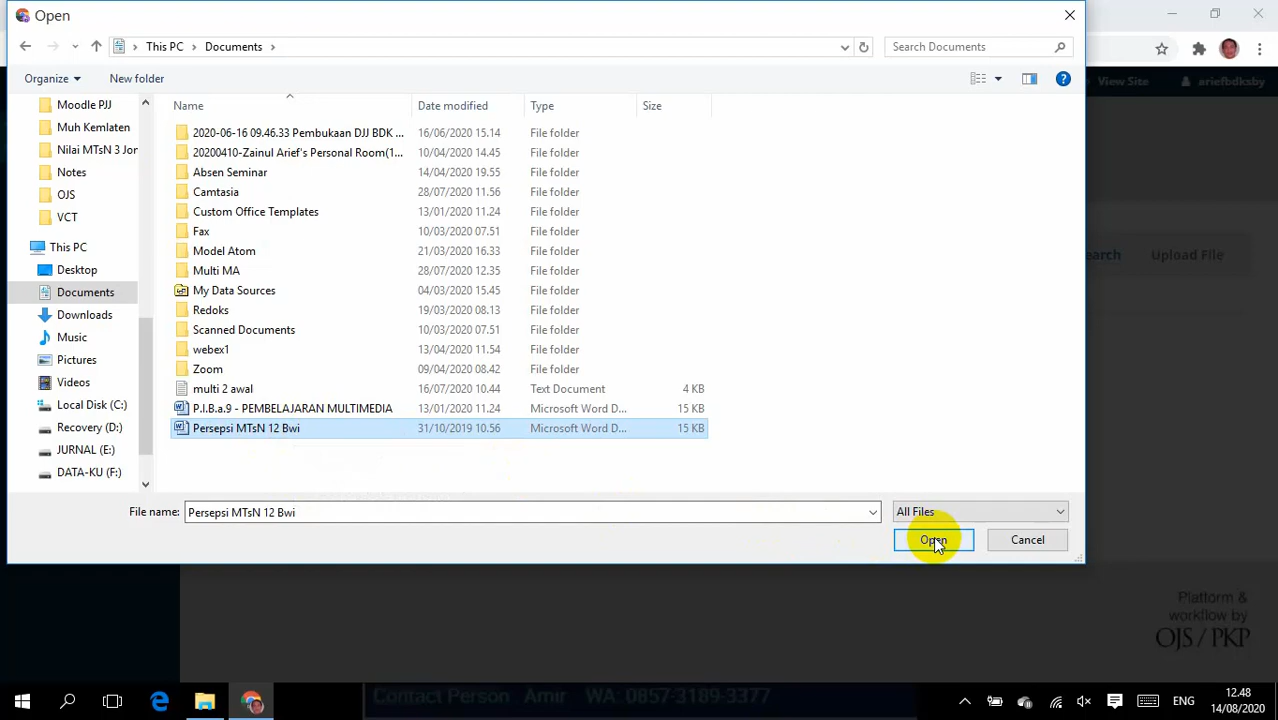 Open
This PC
Documents
Search Documents
Organize
New folder
View Site
ariefbdksby
Name
Date modified
Type
Size
Moodle PJJ
Muh Kemlaten
Nilai MTsN 3 Jor
Notes
OJS
VCT
This PC
Desktop
Documents
Downloads
Music
Pictures
Videos
Local Disk (C:)
Recovery (D:)
JURNAL (E:)
DATA-KU (F:)
2020-06-16 09.46.33 Pembukaan DJJ BDK ... 16/06/2020 15.14 File folder
20200410-Zainul Arief's Personal Room(1... 10/04/2020 14.45 File folder
Absen Seminar 14/04/2020 19.55 File folder
Camtasia 28/07/2020 11.56 File folder
Custom Office Templates 13/01/2020 11.24 File folder
Fax 10/03/2020 07.51 File folder
Model Atom 21/03/2020 16.33 File folder
Multi MA 28/07/2020 12.35 File folder
My Data Sources 04/03/2020 15.45 File folder
Redoks 19/03/2020 08.13 File folder
Scanned Documents 10/03/2020 07.51 File folder
webex1 13/04/2020 11.54 File folder
Zoom 09/04/2020 08.42 File folder
multi 2 awal 16/07/2020 10.44 Text Document 4 KB
P.I.B.a.9 - PEMBELAJARAN MULTIMEDIA 13/01/2020 11.24 Microsoft Word D... 15 KB
Persepsi MTsN 12 Bwi 31/10/2019 10.56 Microsoft Word D... 15 KB
earch
Upload File
File name:
Persepsi MTsN 12 Bwi
All Files
Open
Cancel
Platform &
workflow by
OJS / PKP
Contact Person Amir WA: 0857-3189-3377
ENG
12.48
14/08/2020